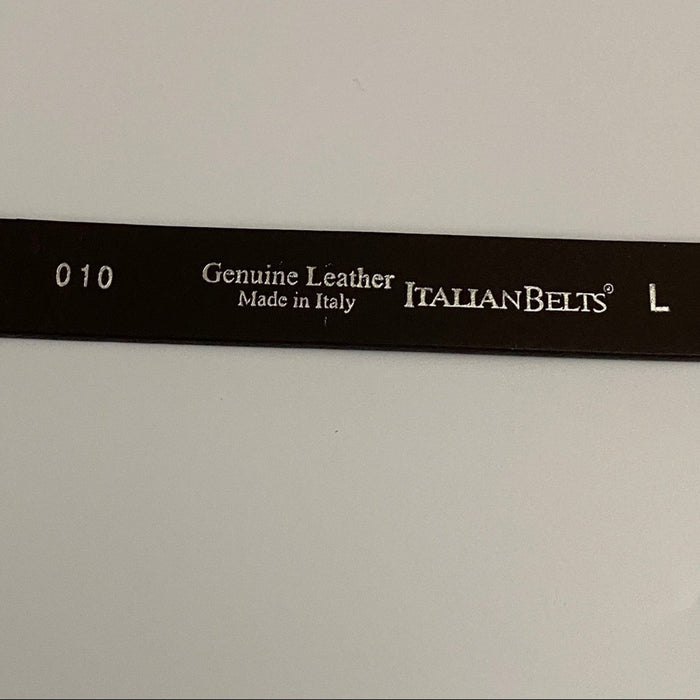 010
Genuine Leather
Made in Italy
ITALIANBELTS®
L